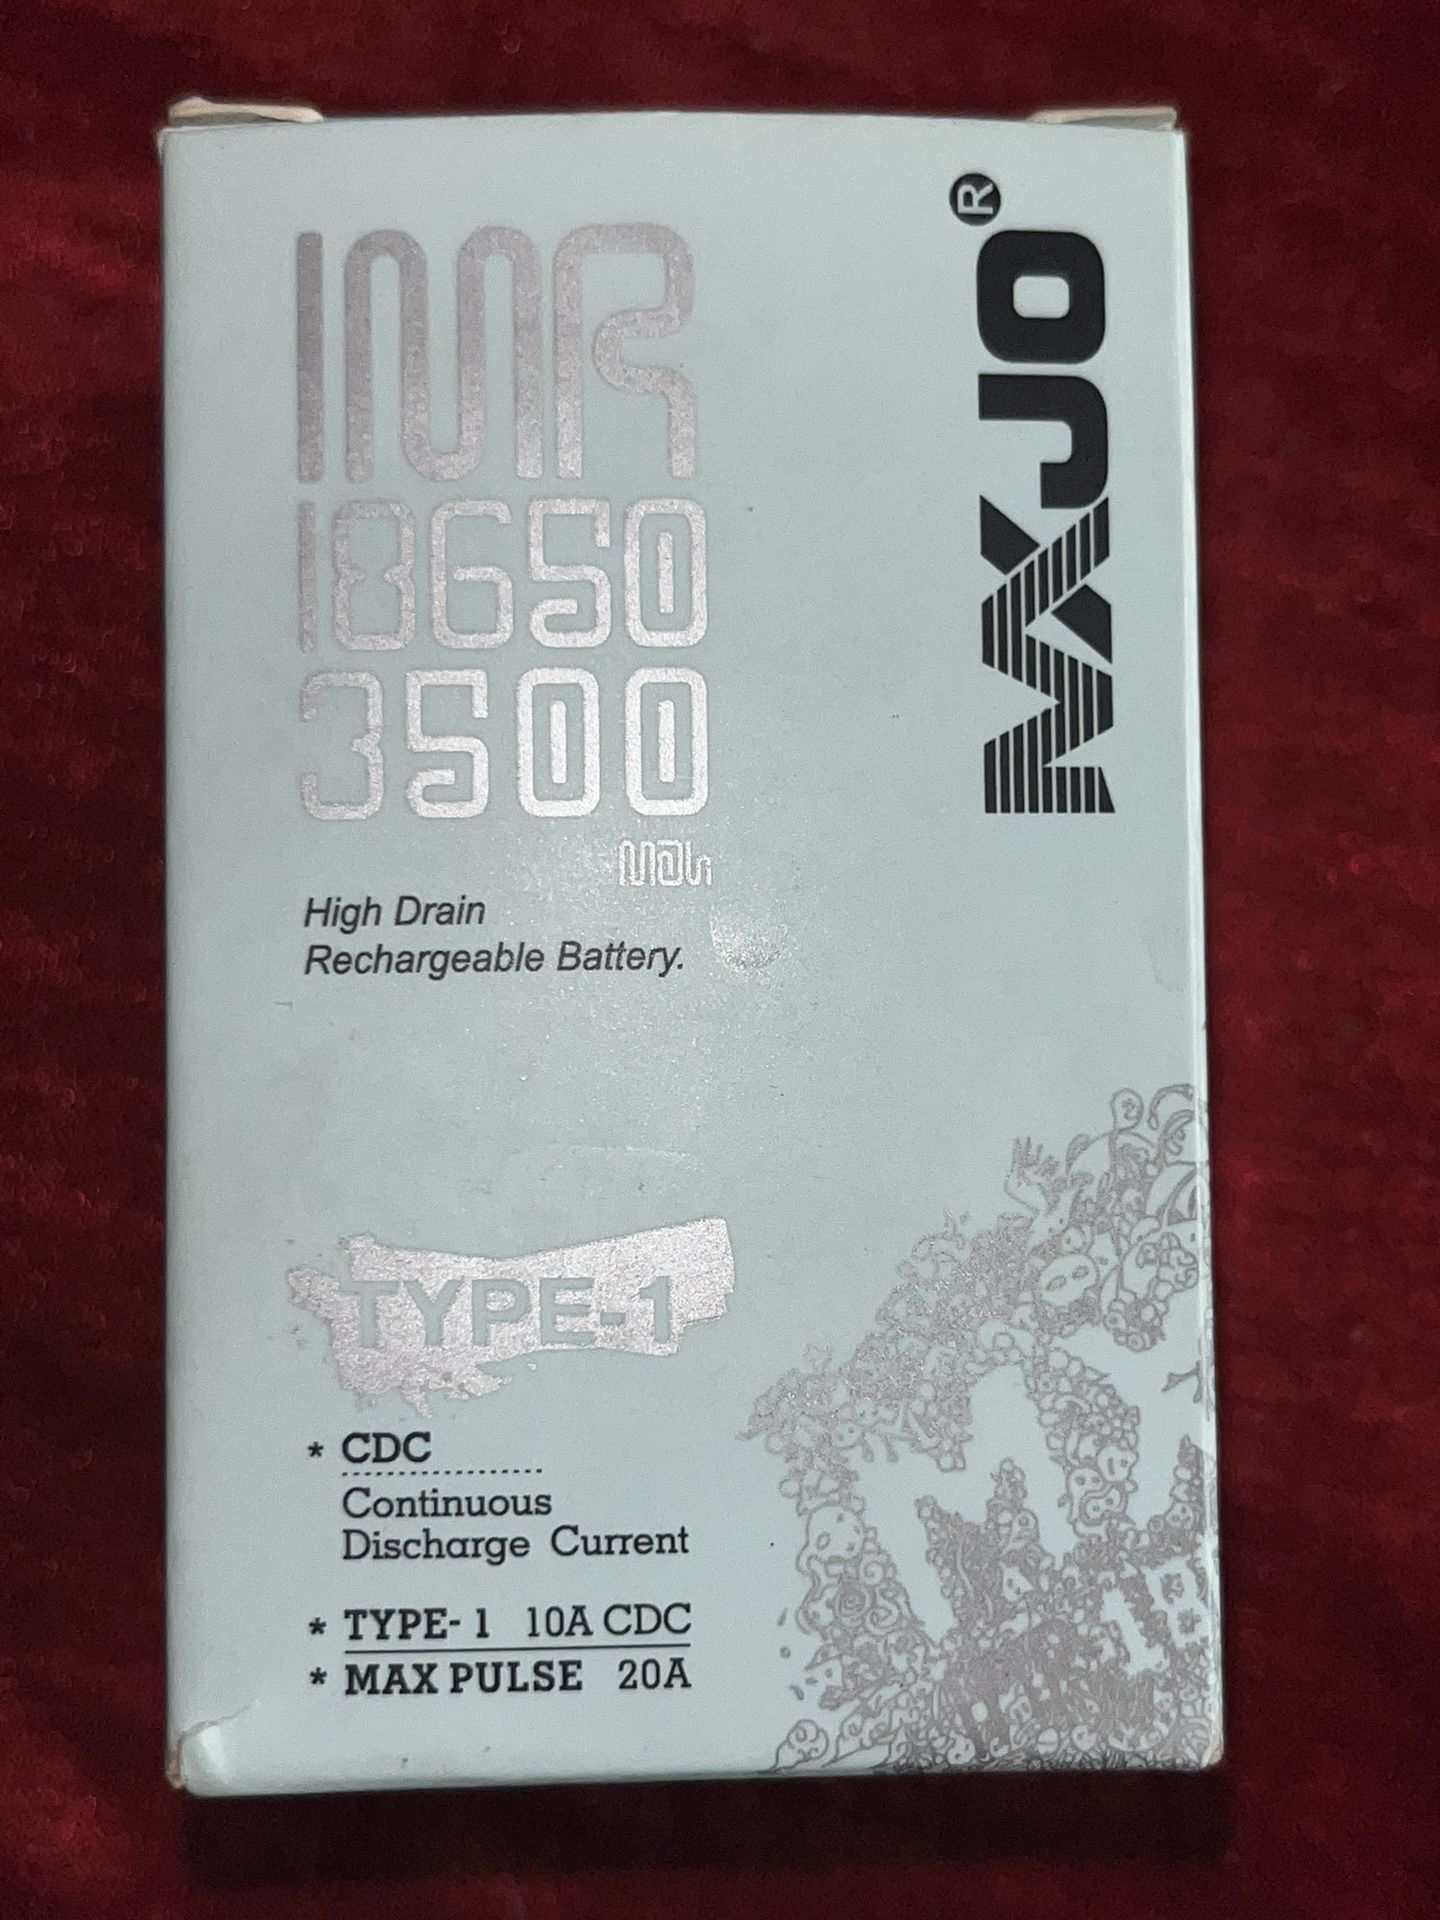 IMR
18650
3500
mah
High Drain
Rechargeable Battery.
MXJO®
TYPE-1
* CDC
Continuous
Discharge Current
* TYPE-1 10A CDC
* MAX PULSE 20A